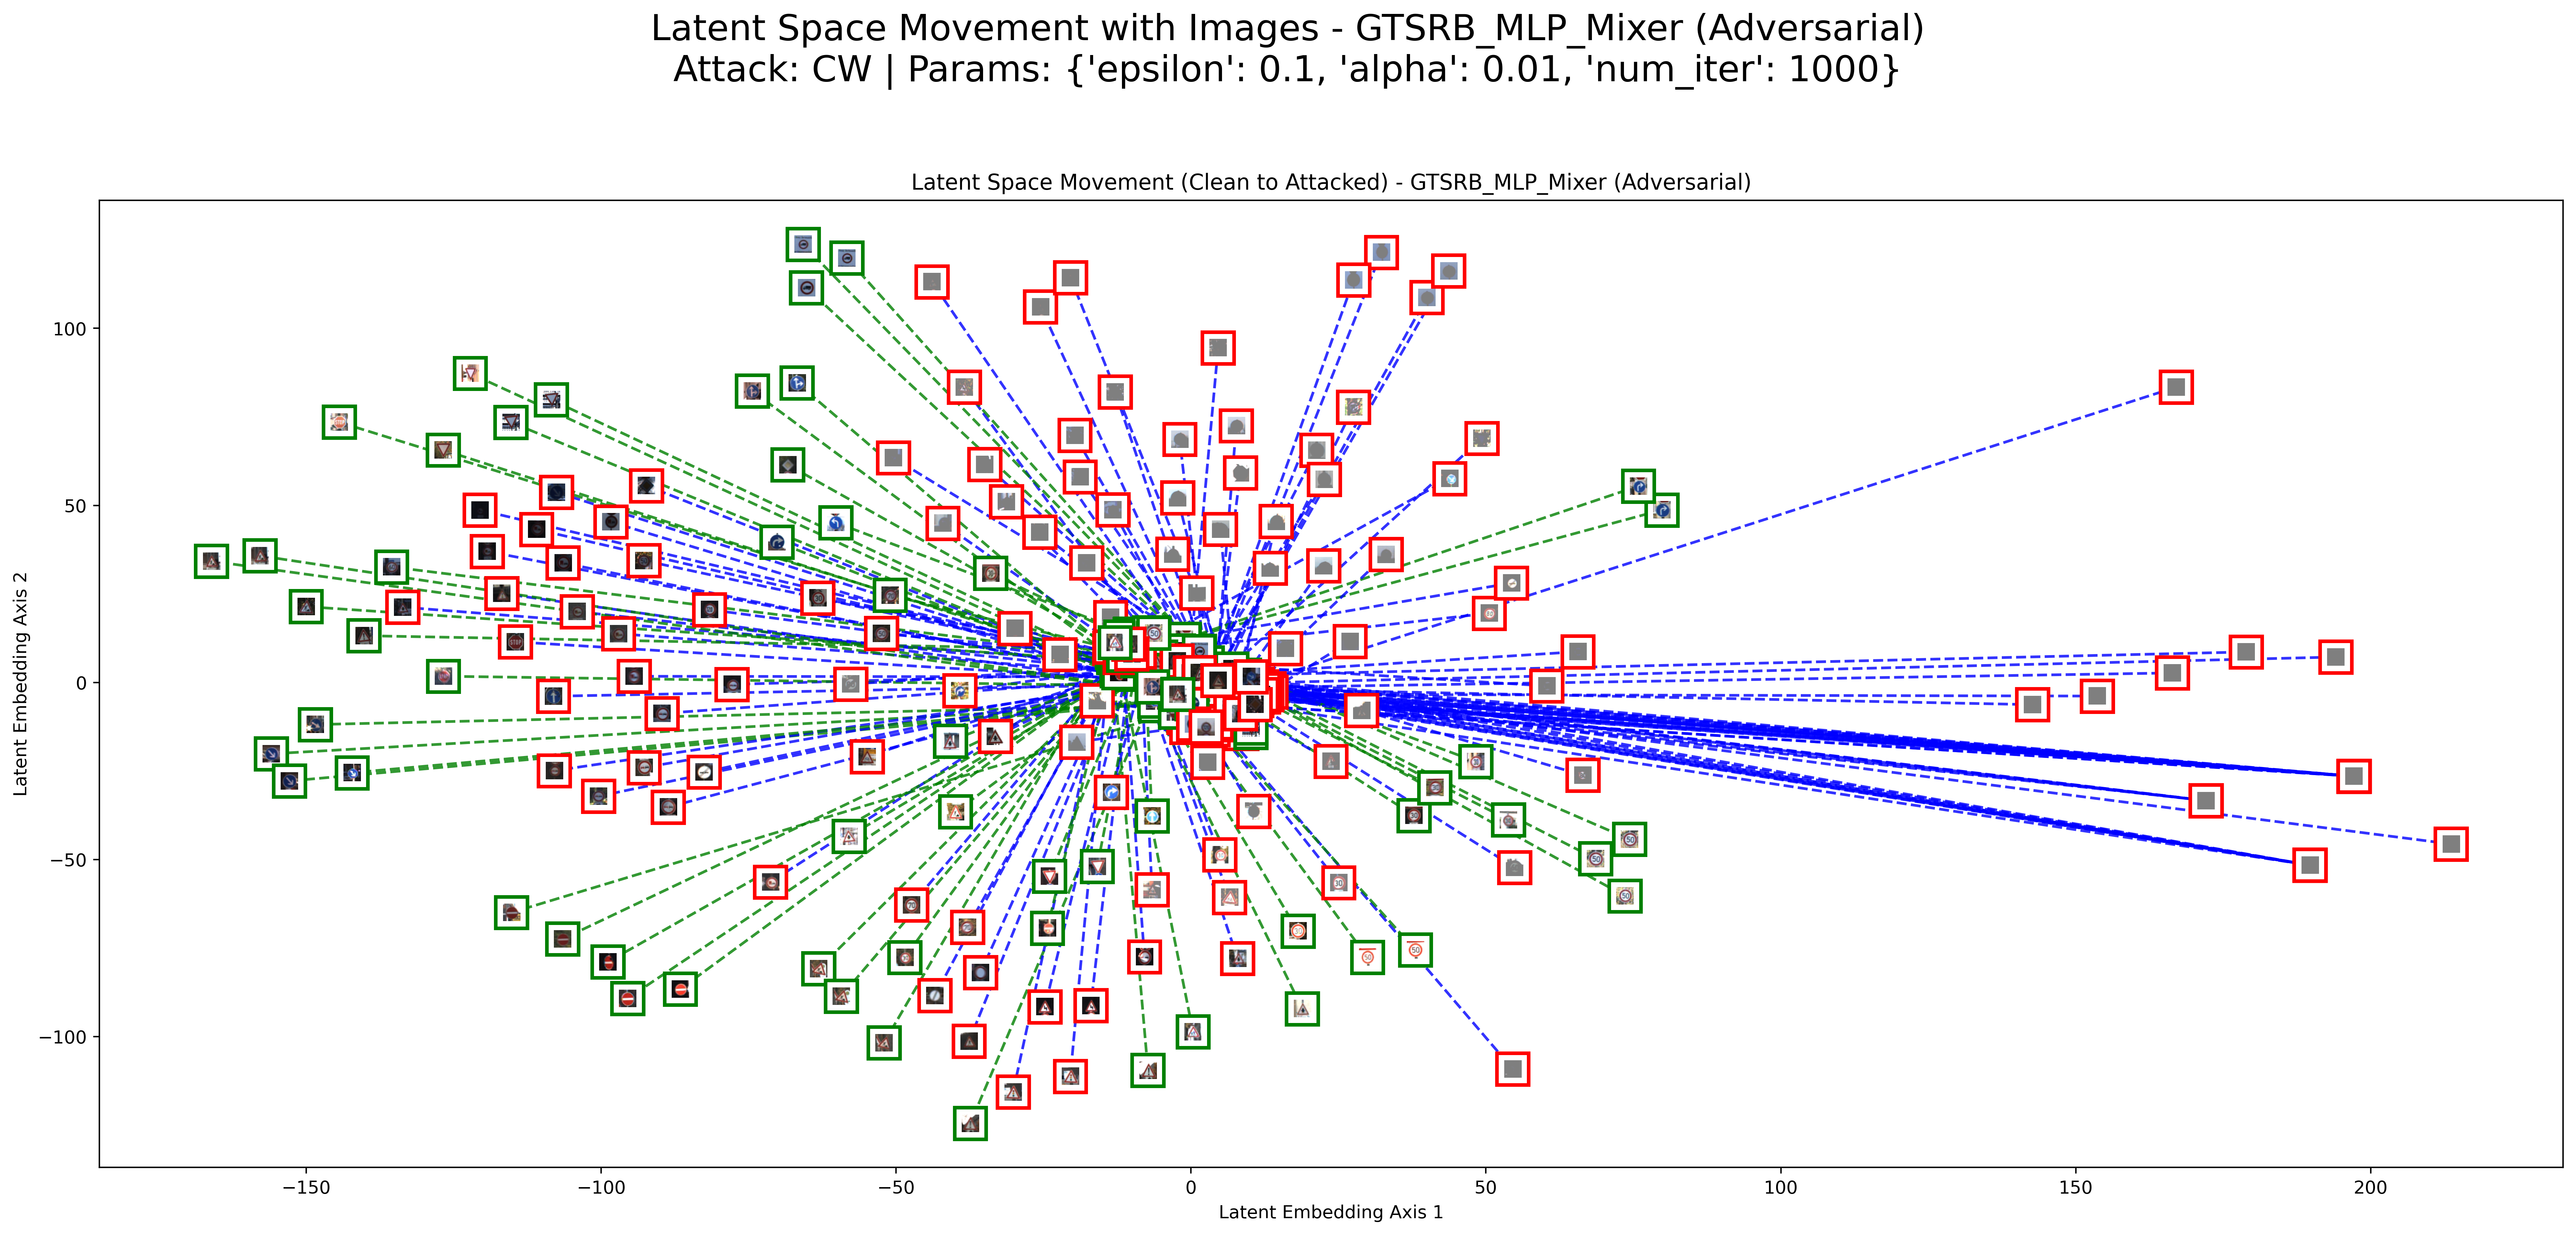 Latent Space Movement with Images - GTSRB_MLP_Mixer (Adversarial)
Attack: CW | Params: {'epsilon': 0.1, 'alpha': 0.01, 'num_iter': 1000}
Latent Space Movement (Clean to Attacked) - GTSRB_MLP_Mixer (Adversarial)
Latent Embedding Axis 2
100
50
0
−50
−100
−150
−100
−50
0
50
100
150
200
Latent Embedding Axis 1